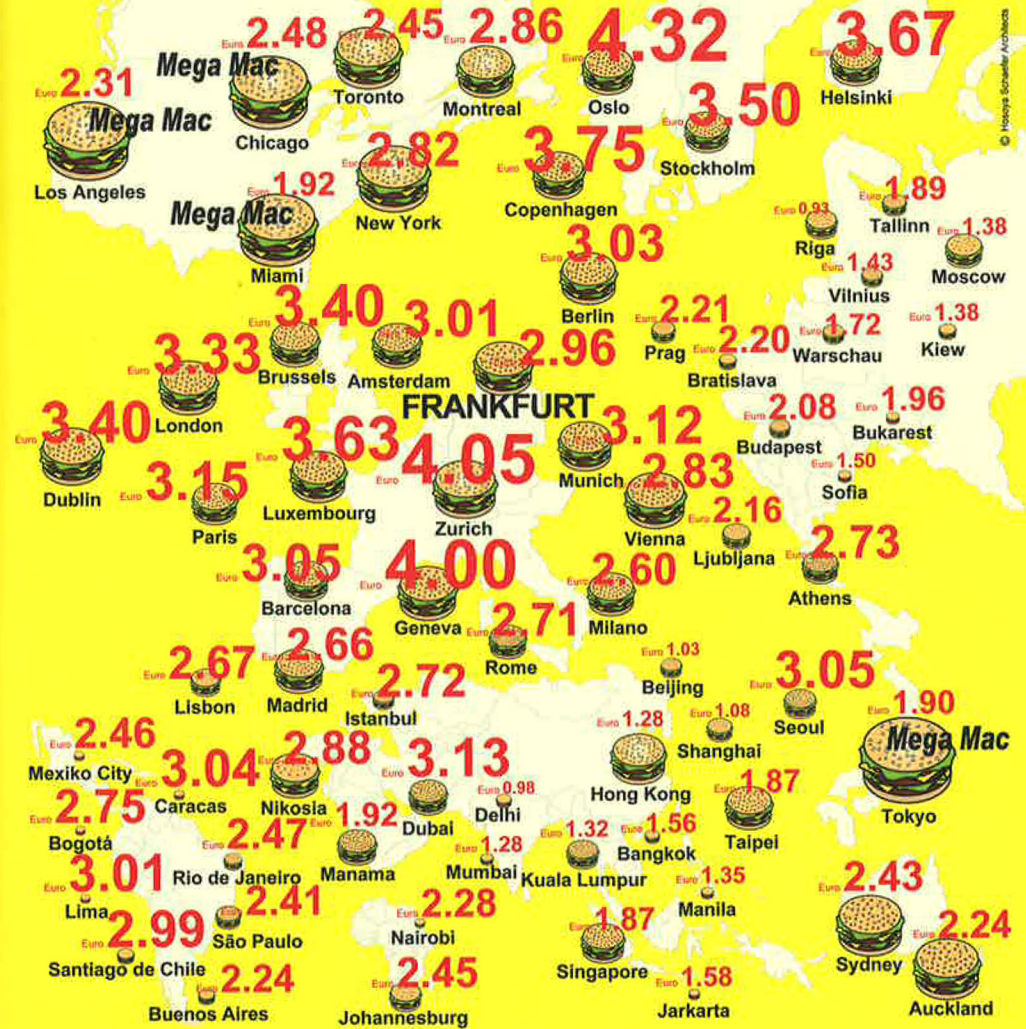 © Hosoya Schaefer Architects
Euro 2.31
Mega Mac
Los Angeles
Euro 2.48
Mega Mac
Chicago
Euro 2.45
Toronto
Euro 2.86
Montreal
Euro 4.32
Oslo
Euro 3.67
Helsinki
Euro 1.92
Mega Mac
Miami
Euro 2.82
New York
Euro 3.75
Copenhagen
Euro 3.50
Stockholm
Euro 0.93
Riga
Euro 1.89
Tallinn
Euro 1.38
Moscow
Euro 3.03
Berlin
Euro 1.43
Vilnius
Euro 3.40
Brussels
Euro 3.01
Amsterdam
2.96
FRANKFURT
Euro 2.21
Prag
Euro 2.20
Bratislava
Euro 1.72
Warschau
Euro 1.38
Kiew
Euro 3.33
London
Euro 3.40
Dublin
Euro 3.15
Paris
Euro 3.63
Luxembourg
Euro 4.05
Zurich
3.12
Munich
Euro 2.83
Vienna
Euro 2.08
Budapest
Euro 1.96
Bukarest
Euro 1.50
Sofia
Euro 2.16
Ljubljana
Euro 2.73
Athens
Euro 3.05
Barcelona
Euro 4.00
Geneva
Euro 2.60
Milano
Euro 2.71
Rome
Euro 2.67
Lisbon
Euro 2.66
Madrid
Euro 2.72
Istanbul
Euro 1.03
Beijing
Euro 3.05
Seoul
Euro 1.90
Mega Mac
Tokyo
Euro 2.46
Mexiko City
Euro 3.04
Caracas
Euro 2.88
Nikosia
Euro 3.13
Dubai
Euro 0.98
Delhi
Euro 1.28
Hong Kong
Euro 1.08
Shanghai
Euro 1.87
Taipei
Euro 2.75
Bogotá
Euro 2.47
Rio de Janeiro
Euro 1.92
Manama
Euro 1.28
Mumbai
Euro 1.32
Kuala Lumpur
Euro 1.56
Bangkok
Euro 3.01
Lima
Euro 2.41
São Paulo
Euro 2.28
Nairobi
Euro 1.35
Manila
Euro 2.43
Sydney
Euro 2.99
Santiago de Chile
Euro 2.24
Buenos Aires
Euro 2.45
Johannesburg
Euro 1.87
Singapore
Euro 1.58
Jarkarta
Euro 2.24
Auckland